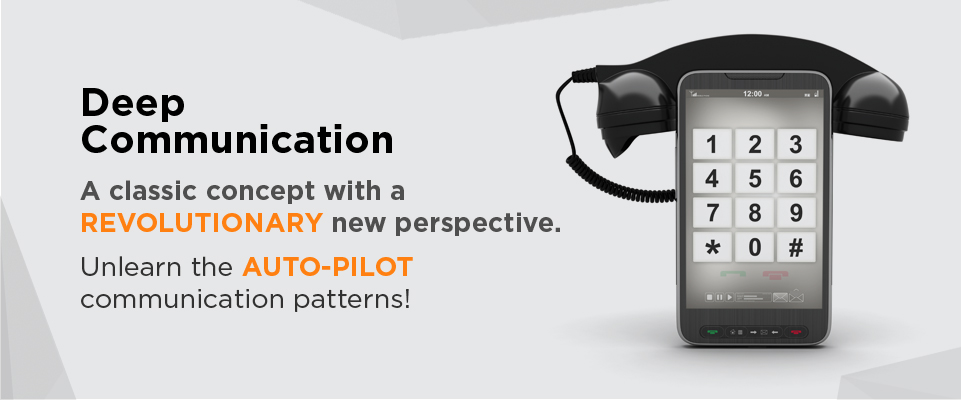 Deep
Communication
A classic concept with a
REVOLUTIONARY new perspective.
Unlearn the AUTO-PILOT
communication patterns!
12:00
1 2 3
4 5 6
7 8 9
* 0 #